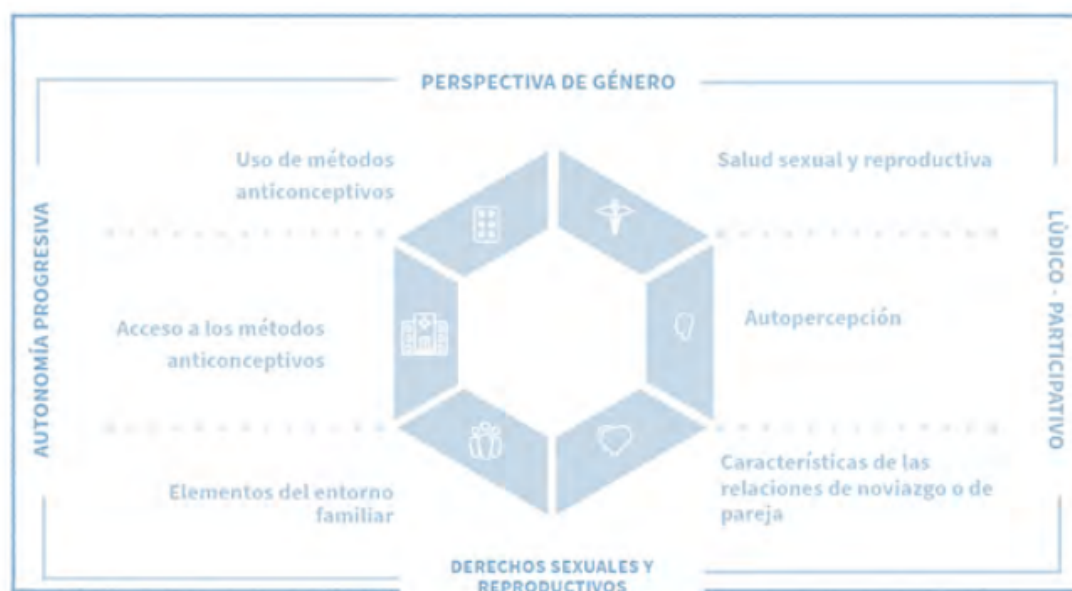 PERSPECTIVA DE GÉNERO
Uso de métodos
anticonceptivos
Salud sexual y reproductiva
AUTONOMÍA PROGRESIVA
LÙDICO - PARTICIPATIVO
Acceso a los métodos
anticonceptivos
Autopercepción
Elementos del entorno
familiar
Características de las
relaciones de noviazgo o de
pareja
DERECHOS SEXUALES Y
REPRODUCTIVOS